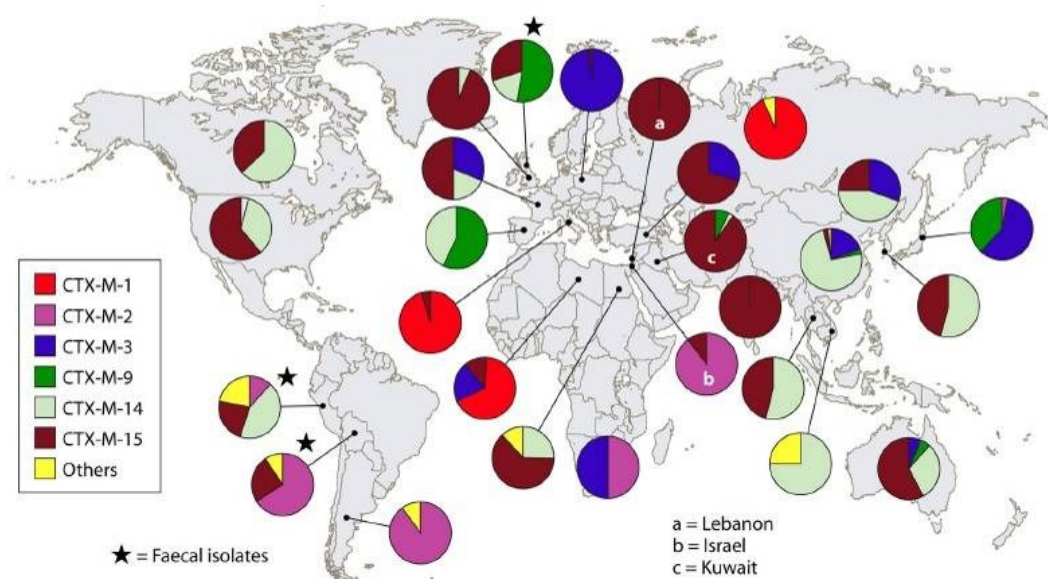 a
c
b
CTX-M-1
CTX-M-2
CTX-M-3
CTX-M-9
CTX-M-14
CTX-M-15
Others
★ = Faecal isolates
a = Lebanon
b = Israel
c = Kuwait